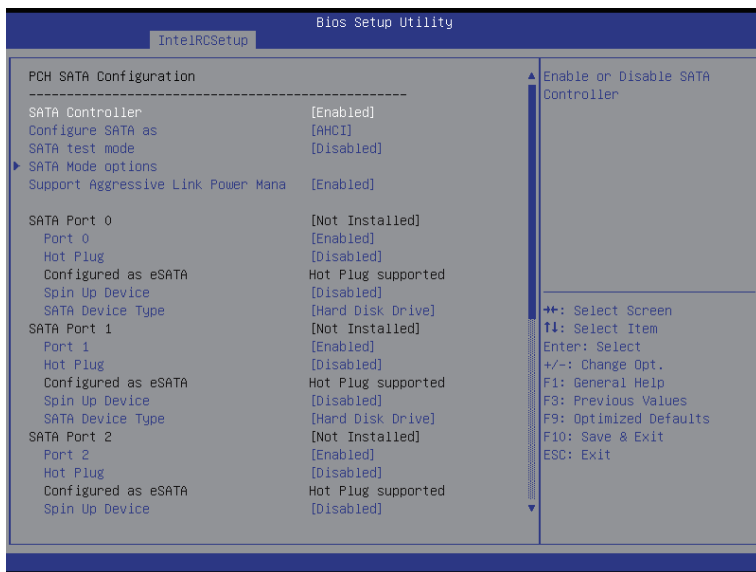 Bios Setup Utility
IntelRCSetup
PCH SATA Configuration
--------------------------------------------------
SATA Controller [Enabled]
Configure SATA as [AHCI]
SATA test mode [Disabled]
SATA Mode options
Support Aggressive Link Power Mana [Enabled]
SATA Port 0 [Not Installed]
Port 0 [Enabled]
Hot Plug [Disabled]
Configured as eSATA Hot Plug supported
Spin Up Device [Disabled]
SATA Device Type [Hard Disk Drive]
SATA Port 1 [Not Installed]
Port 1 [Enabled]
Hot Plug [Disabled]
Configured as eSATA Hot Plug supported
Spin Up Device [Disabled]
SATA Device Type [Hard Disk Drive]
SATA Port 2 [Not Installed]
Port 2 [Enabled]
Hot Plug [Disabled]
Configured as eSATA Hot Plug supported
Spin Up Device [Disabled]
Enable or Disable SATA
Controller
→←: Select Screen
↑↓: Select Item
Enter: Select
+/-: Change Opt.
F1: General Help
F3: Previous Values
F9: Optimized Defaults
F10: Save & Exit
ESC: Exit